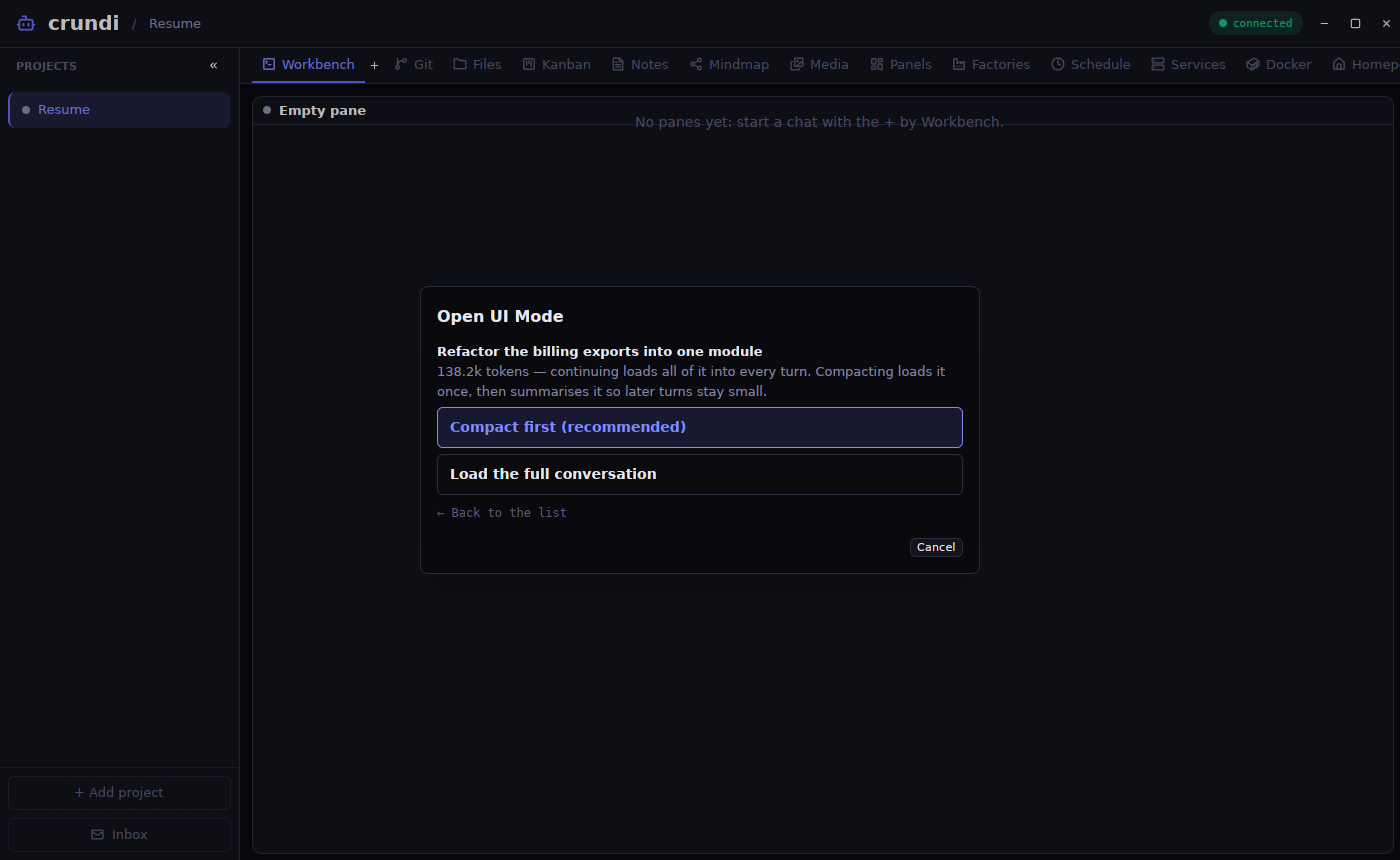 crundi / Resume
connected
PROJECTS «
Workbench + Git Files Kanban Notes Mindmap Media Panels Factories Schedule Services Docker Homep
Resume
Empty pane
No panes yet: start a chat with the + by Workbench.
Open UI Mode
Refactor the billing exports into one module
138.2k tokens — continuing loads all of it into every turn. Compacting loads it
once, then summarises it so later turns stay small.
Compact first (recommended)
Load the full conversation
← Back to the list
Cancel
+ Add project
Inbox